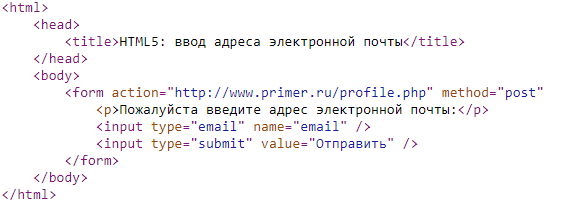 <html>
<head>
<title>HTML5: ввод адреса электронной почты</title>
</head>
<body>
<form action="http://www.primer.ru/profile.php" method="post"
<p>Пожалуйста введите адрес электронной почты:</p>
<input type="email" name="email" />
<input type="submit" value="Отправить" />
</form>
</body>
</html>